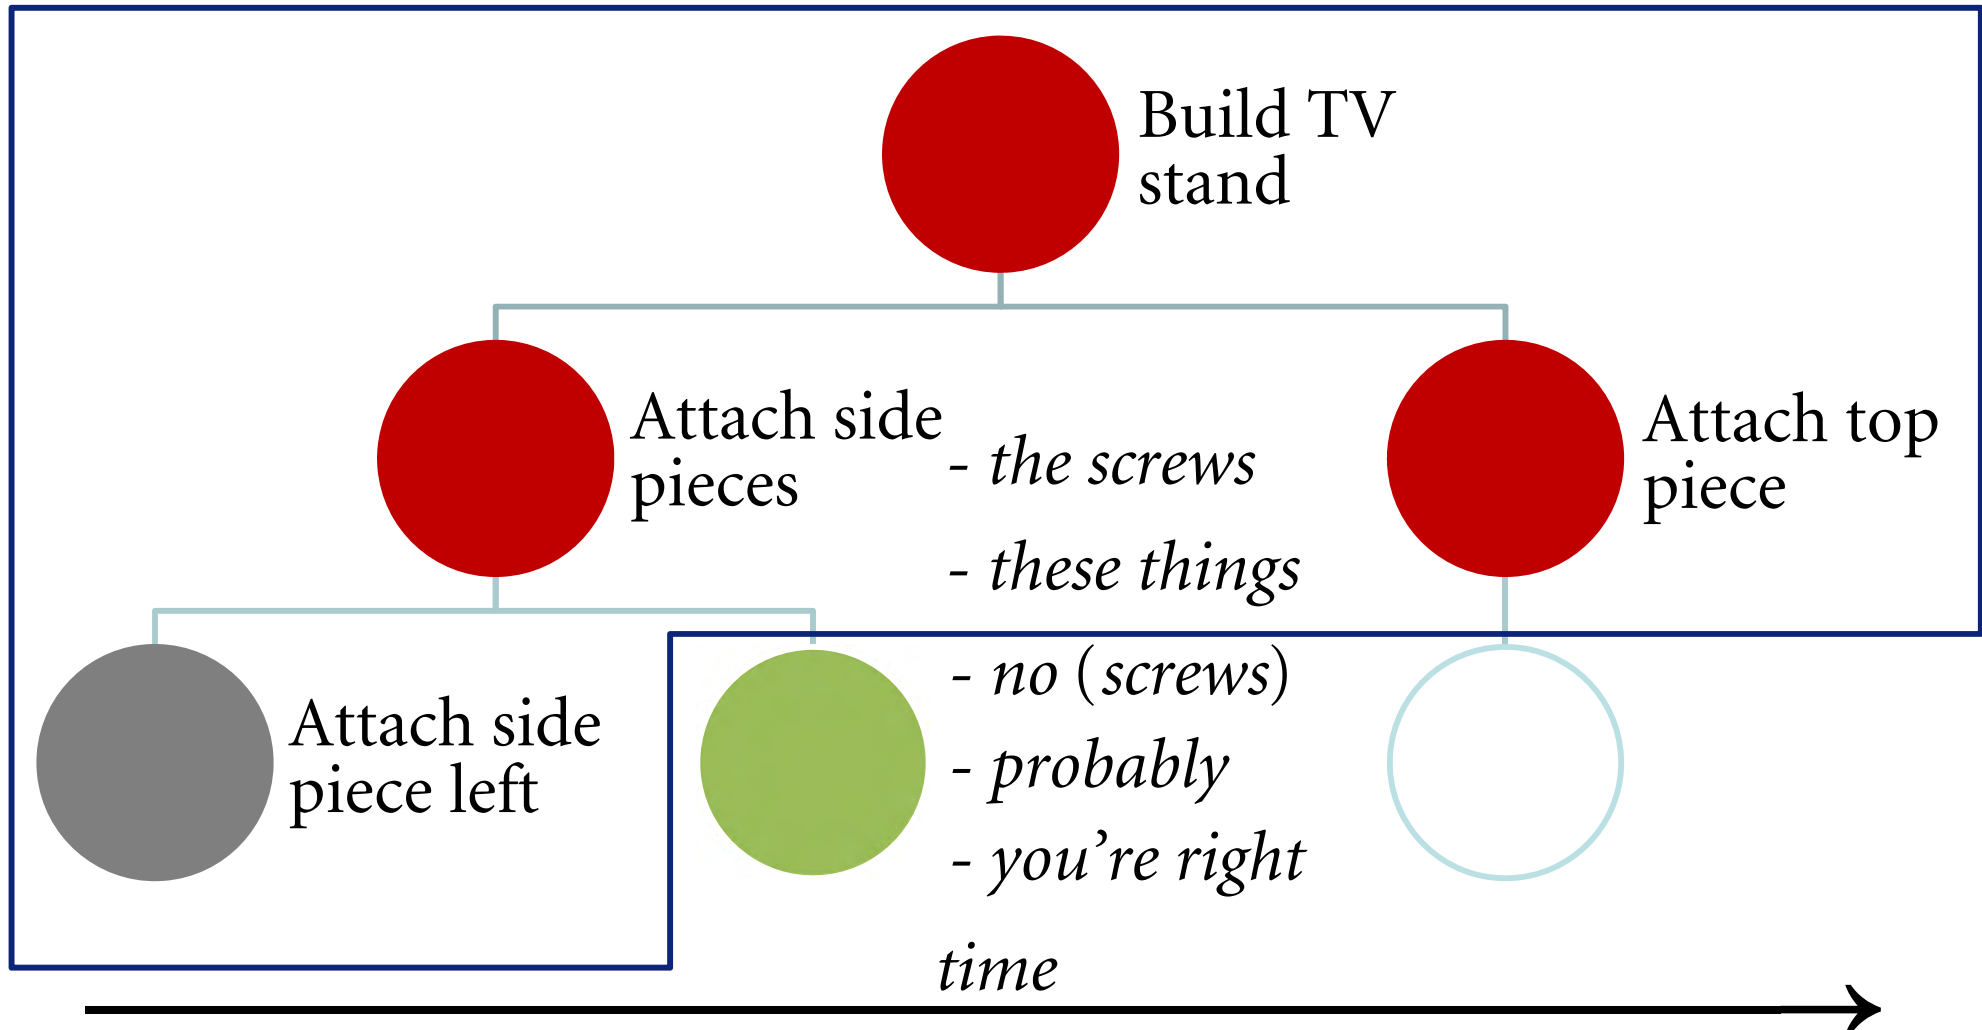 Build TV
stand
Attach side
pieces
Attach top
piece
- the screws
- these things
- no (screws)
- probably
- you’re right
Attach side
piece left
time